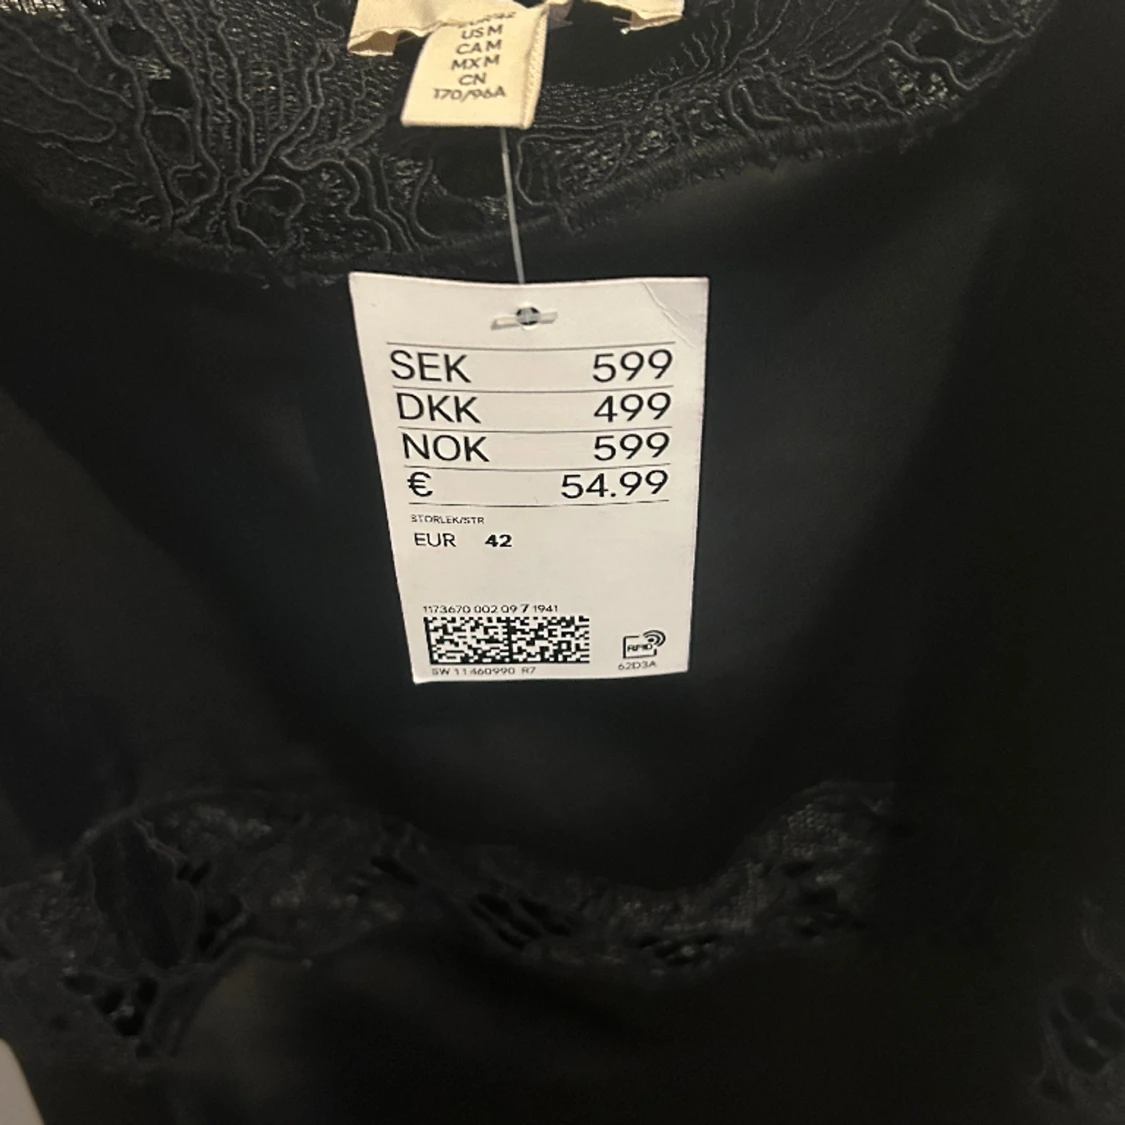 US M
CA M
MX M
CN
170/96A
SEK 599
DKK 499
NOK 599
€ 54.99
STORLEK/STR
EUR 42
1173670 002 09 7 1941
SW 11460990 R7
RFID
62D3A